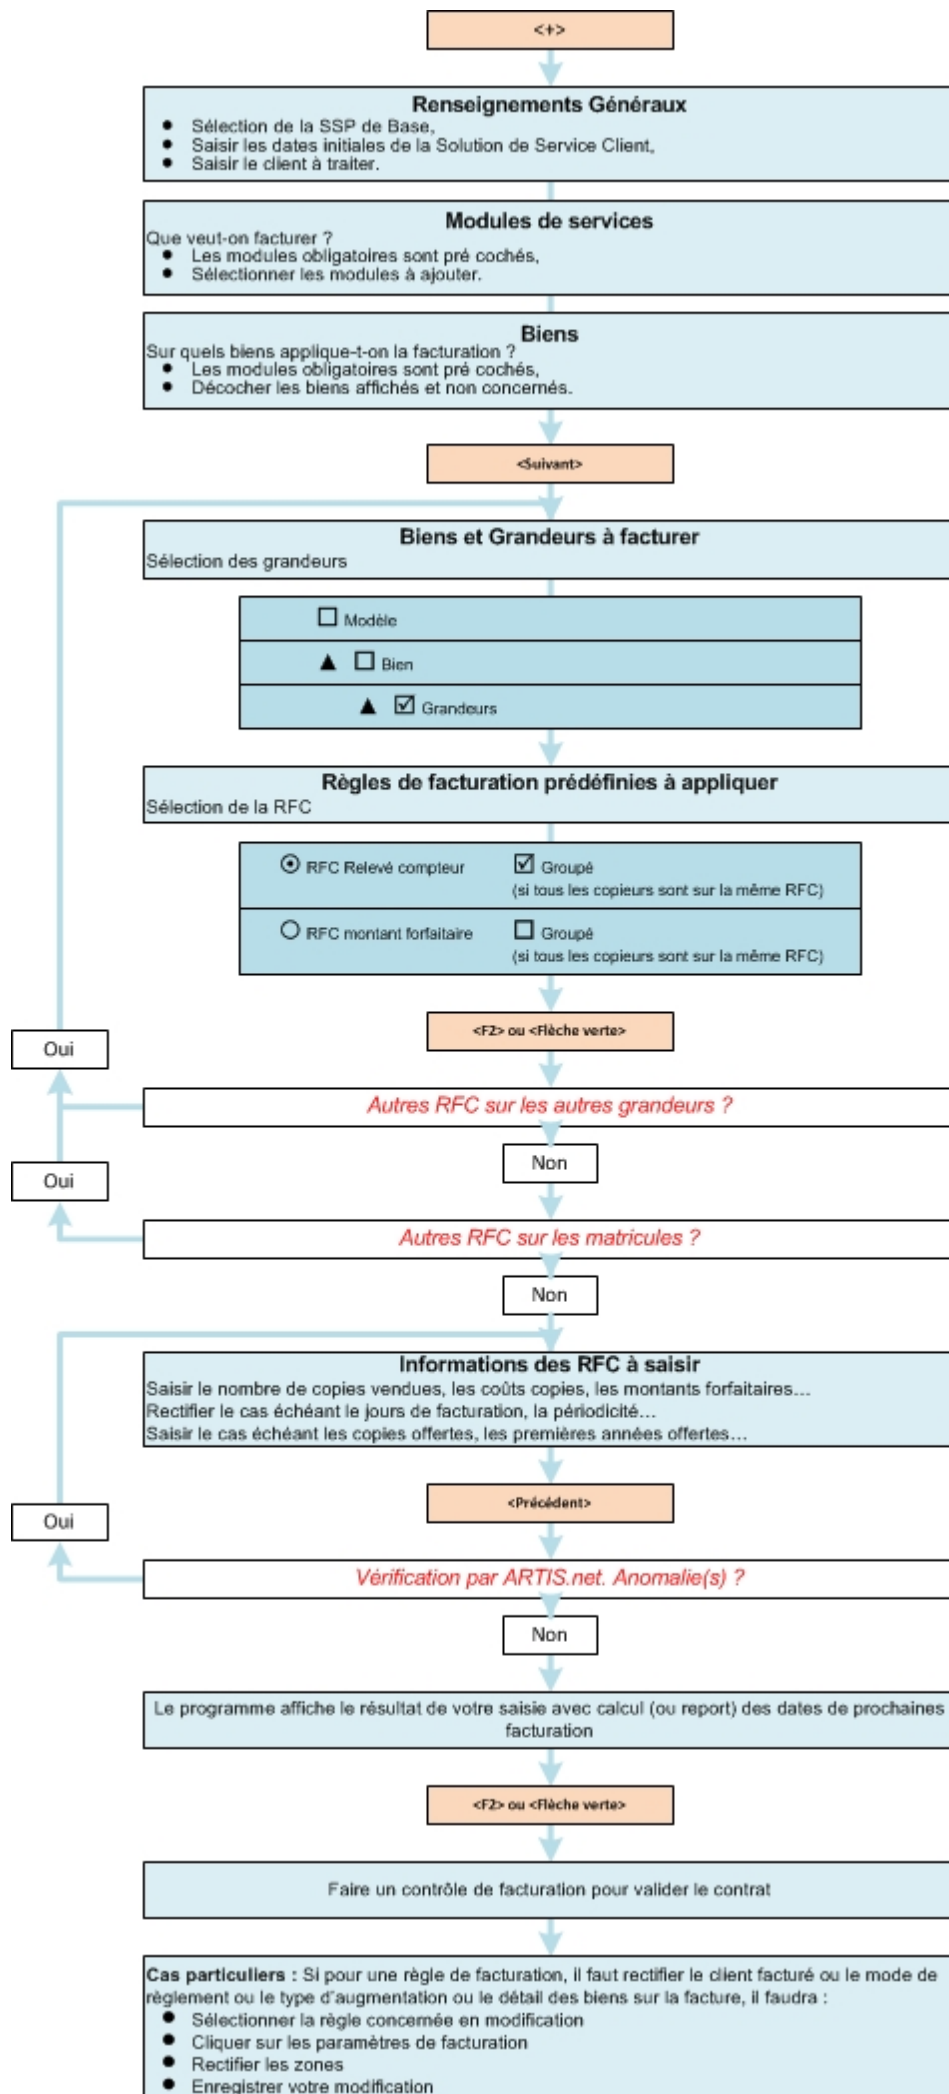 <+>
Renseignements Généraux
● Sélection de la SSP de Base,
● Saisir les dates initiales de la Solution de Service Client,
● Saisir le client à traiter.
Modules de services
Que veut-on facturer ?
● Les modules obligatoires sont pré cochés,
● Sélectionner les modules à ajouter.
Biens
Sur quels biens applique-t-on la facturation ?
● Les modules obligatoires sont pré cochés,
● Décocher les biens affichés et non concernés.
<Suivant>
Biens et Grandeurs à facturer
Sélection des grandeurs
Modèle
Bien
Grandeurs
Règles de facturation prédéfinies à appliquer
Sélection de la RFC
RFC Relevé compteur Groupé
(si tous les copieurs sont sur la même RFC)
RFC montant forfaitaire Groupé
(si tous les copieurs sont sur la même RFC)
<F2> ou <Flèche verte>
Oui
Autres RFC sur les autres grandeurs ?
Non
Oui
Autres RFC sur les matricules ?
Non
Informations des RFC à saisir
Saisir le nombre de copies vendues, les coûts copies, les montants forfaitaires…
Rectifier le cas échéant le jours de facturation, la périodicité…
Saisir le cas échéant les copies offertes, les premières années offertes…
<Précédent>
Oui
Vérification par ARTIS.net. Anomalie(s) ?
Non
Le programme affiche le résultat de votre saisie avec calcul (ou report) des dates de prochaines
facturation
<F2> ou <Flèche verte>
Faire un contrôle de facturation pour valider le contrat
Cas particuliers : Si pour une règle de facturation, il faut rectifier le client facturé ou le mode de
règlement ou le type d'augmentation ou le détail des biens sur la facture, il faudra :
● Sélectionner la règle concernée en modification
● Cliquer sur les paramètres de facturation
● Rectifier les zones
● Enregistrer votre modification